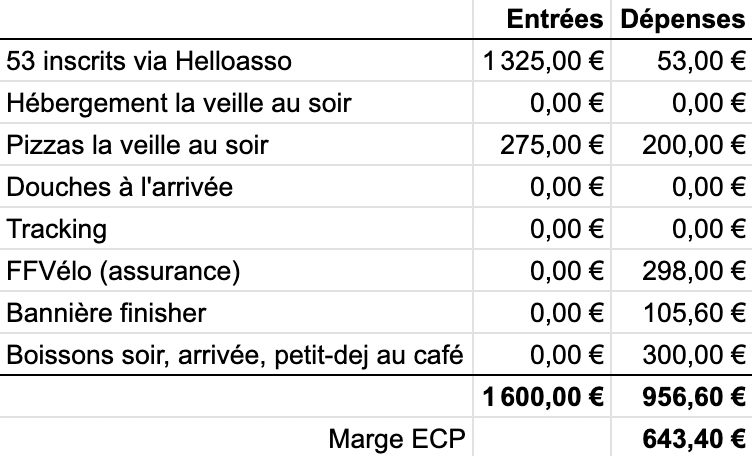 Entrées Dépenses
53 inscrits via Helloasso 1 325,00 € 53,00 €
Hébergement la veille au soir 0,00 € 0,00 €
Pizzas la veille au soir 275,00 € 200,00 €
Douches à l'arrivée 0,00 € 0,00 €
Tracking 0,00 € 0,00 €
FFVélo (assurance) 0,00 € 298,00 €
Bannière finisher 0,00 € 105,60 €
Boissons soir, arrivée, petit-dej au café 0,00 € 300,00 €
1 600,00 € 956,60 €
Marge ECP 643,40 €